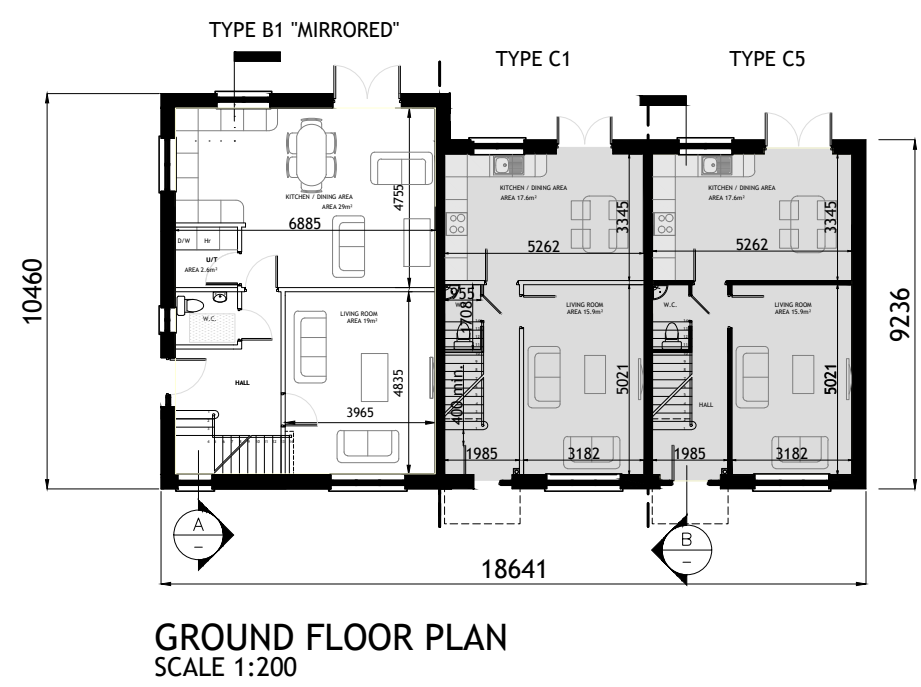 TYPE B1 "MIRRORED"
TYPE C1
TYPE C5
10460
9236
18641
KITCHEN / DINING AREA
AREA 29m²
4755
6885
D/W Hr
U/T
AREA 2.6m²
W.C.
HALL
LIVING ROOM
AREA 19m²
4835
3965
KITCHEN / DINING AREA
AREA 17.6m²
3345
5262
955
1708
LIVING ROOM
AREA 15.9m²
5021
400 min.
1985
3182
KITCHEN / DINING AREA
AREA 17.6m²
3345
5262
W.C.
LIVING ROOM
AREA 15.9m²
5021
HALL
1985
3182
A
B
GROUND FLOOR PLAN
SCALE 1:200